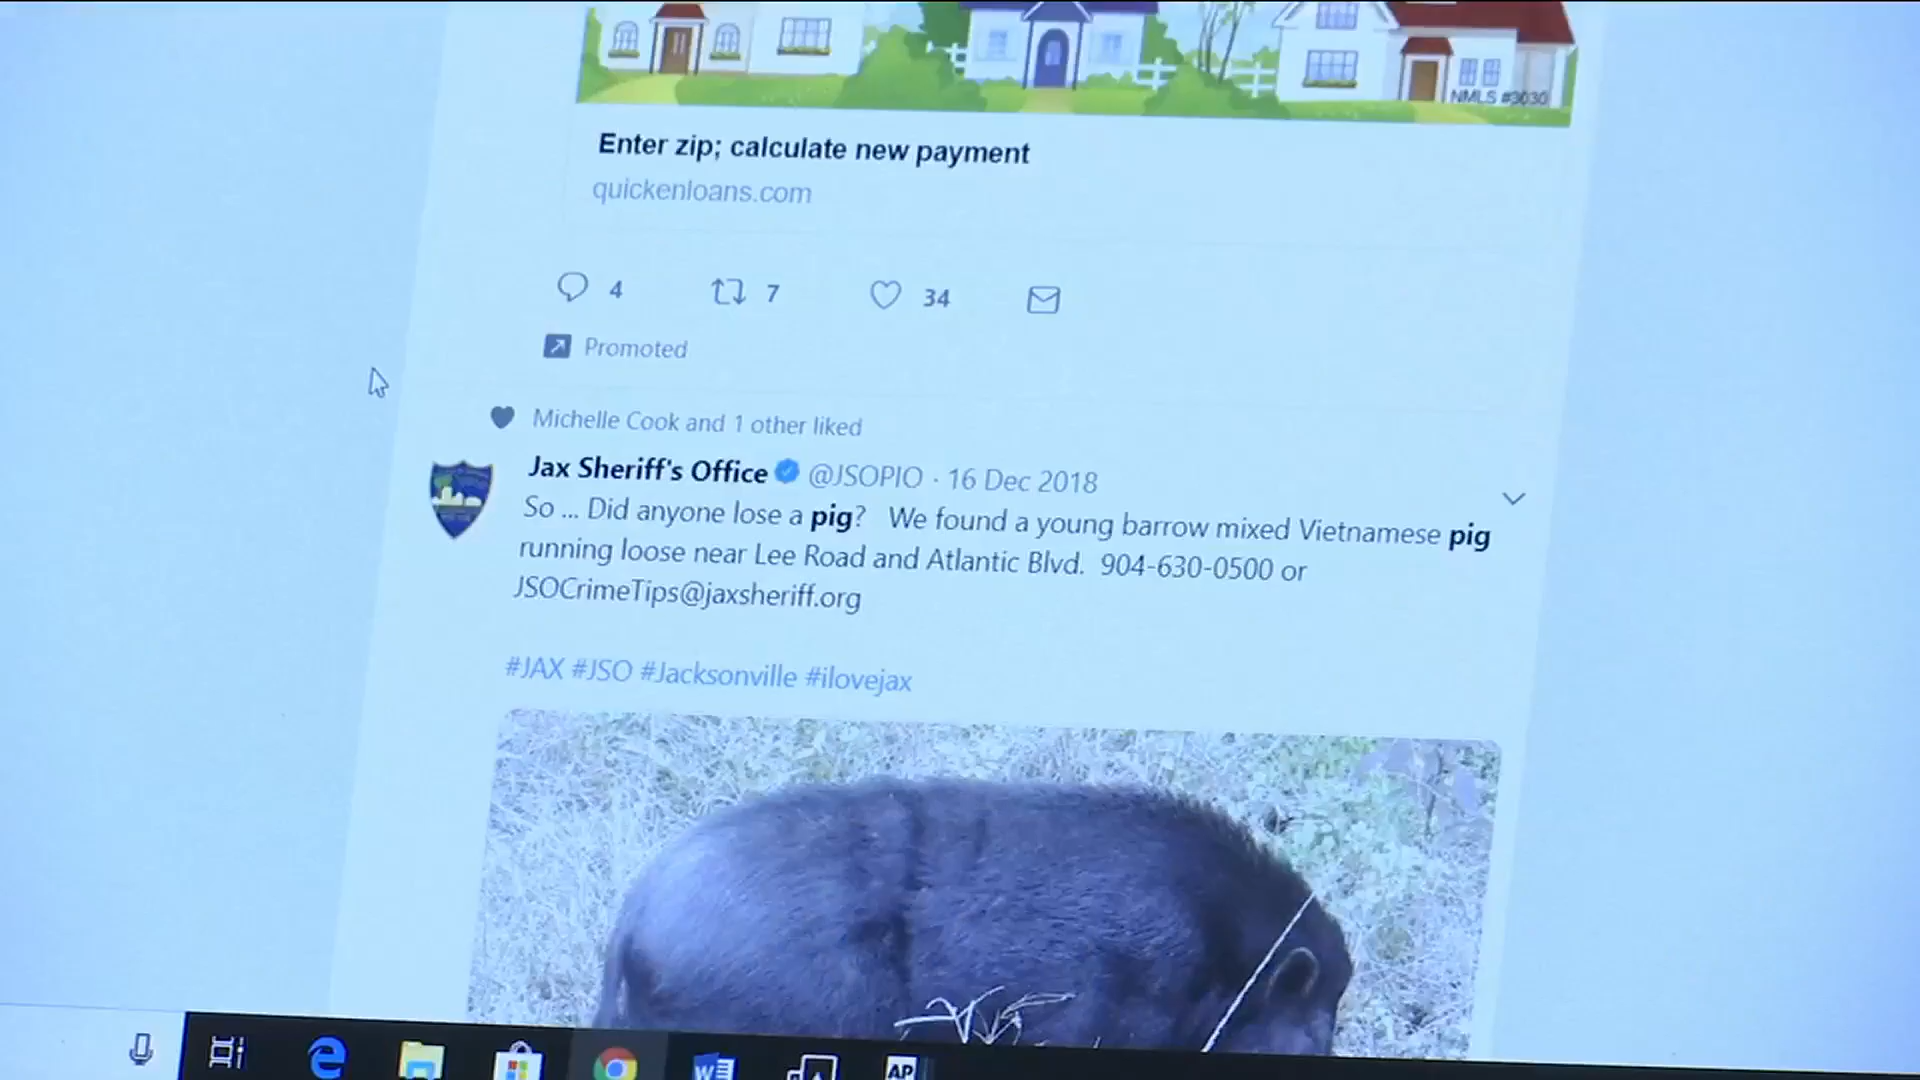 NMLS #3030
Enter zip; calculate new payment
quickenloans.com
4 7 34
Promoted
Michelle Cook and 1 other liked
Jax Sheriff's Office @JSOPIO · 16 Dec 2018
So ... Did anyone lose a pig? We found a young barrow mixed Vietnamese pig
running loose near Lee Road and Atlantic Blvd. 904-630-0500 or
JSOCrimeTips@jaxsheriff.org
#JAX #JSO #Jacksonville #ilovejax
AP